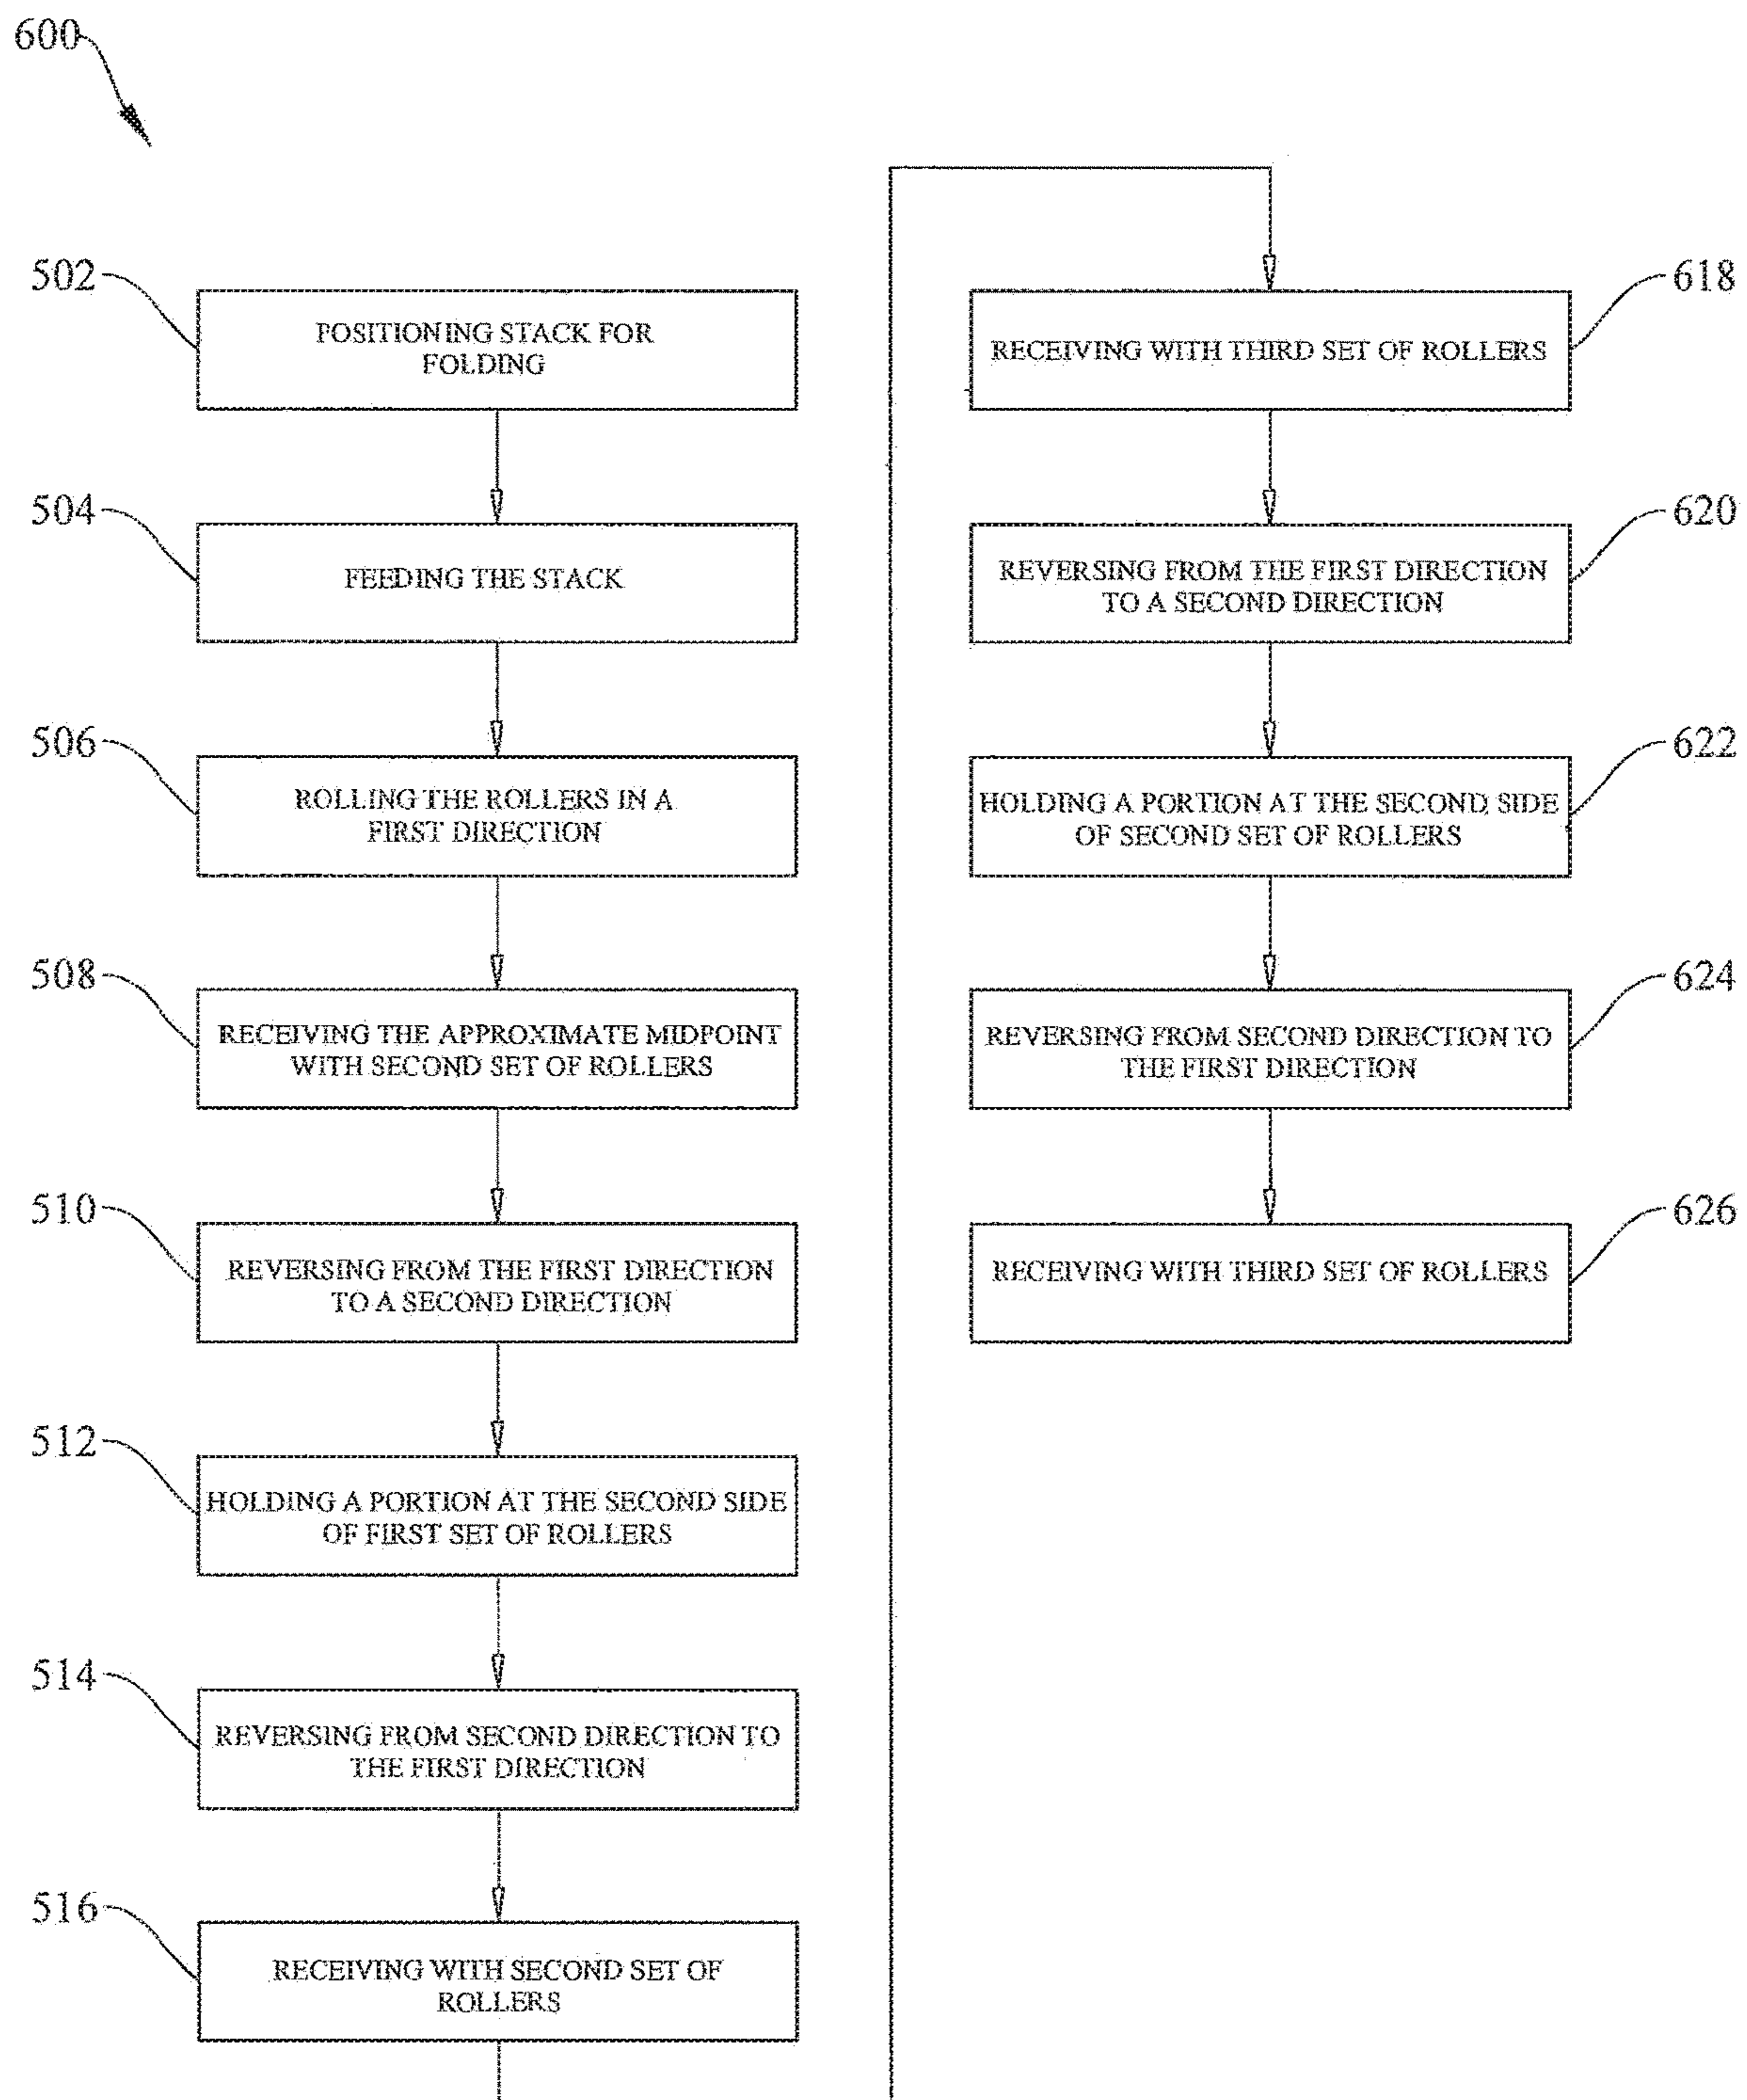 600
502
POSITIONING STACK FOR
FOLDING
504
FEEDING THE STACK
506
ROLLING THE ROLLERS IN A
FIRST DIRECTION
508
RECEIVING THE APPROXIMATE MIDPOINT
WITH SECOND SET OF ROLLERS
510
REVERSING FROM THE FIRST DIRECTION
TO A SECOND DIRECTION
512
HOLDING A PORTION AT THE SECOND SIDE
OF FIRST SET OF ROLLERS
514
REVERSING FROM SECOND DIRECTION TO
THE FIRST DIRECTION
516
RECEIVING WITH SECOND SET OF
ROLLERS
618
RECEIVING WITH THIRD SET OF ROLLERS
620
REVERSING FROM THE FIRST DIRECTION
TO A SECOND DIRECTION
622
HOLDING A PORTION AT THE SECOND SIDE
OF SECOND SET OF ROLLERS
624
REVERSING FROM SECOND DIRECTION TO
THE FIRST DIRECTION
626
RECEIVING WITH THIRD SET OF ROLLERS